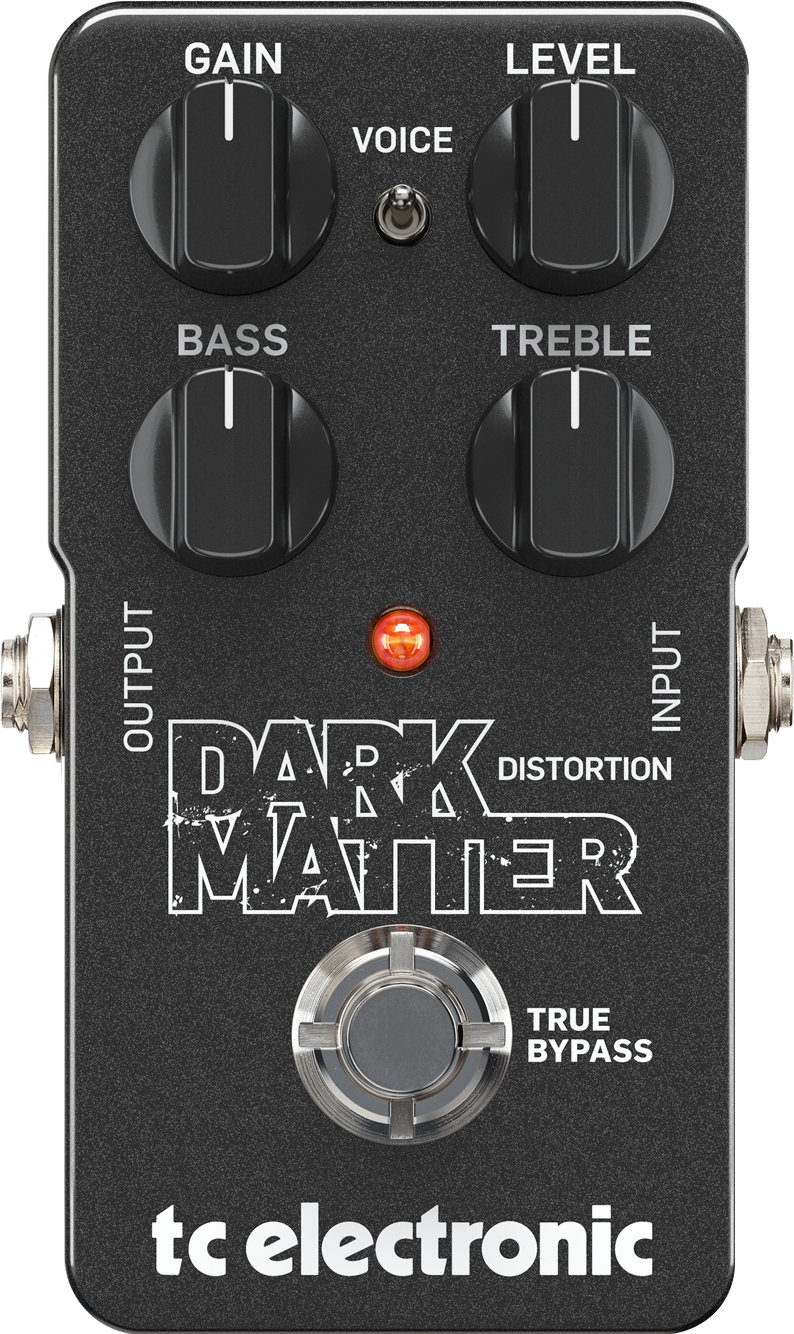 GAIN
LEVEL
VOICE
BASS
TREBLE
OUTPUT
INPUT
DARK
DISTORTION
MATTER
TRUE
BYPASS
tc electronic